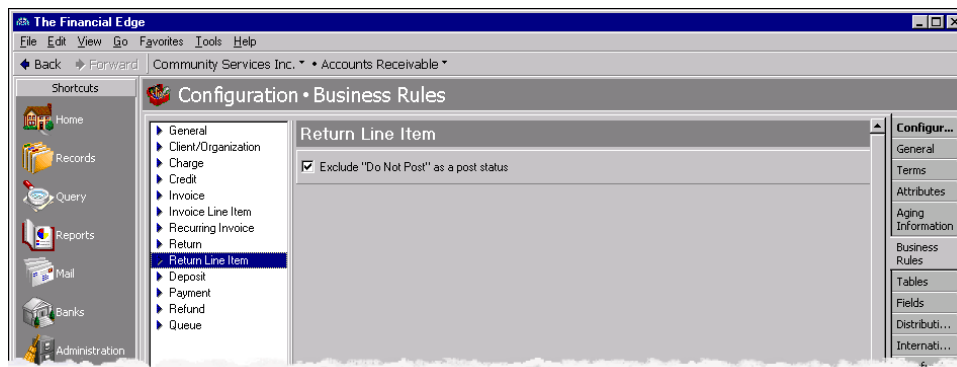 The Financial Edge
File Edit View Go Favorites Tools Help
Back Forward Community Services Inc. • Accounts Receivable
Shortcuts
Home
Records
Query
Reports
Mail
Banks
Administration
Configuration • Business Rules
General
Client/Organization
Charge
Credit
Invoice
Invoice Line Item
Recurring Invoice
Return
Return Line Item
Deposit
Payment
Refund
Queue
Return Line Item
Exclude "Do Not Post" as a post status
Configur...
General
Terms
Attributes
Aging
Information
Business
Rules
Tables
Fields
Distributi...
Internati...